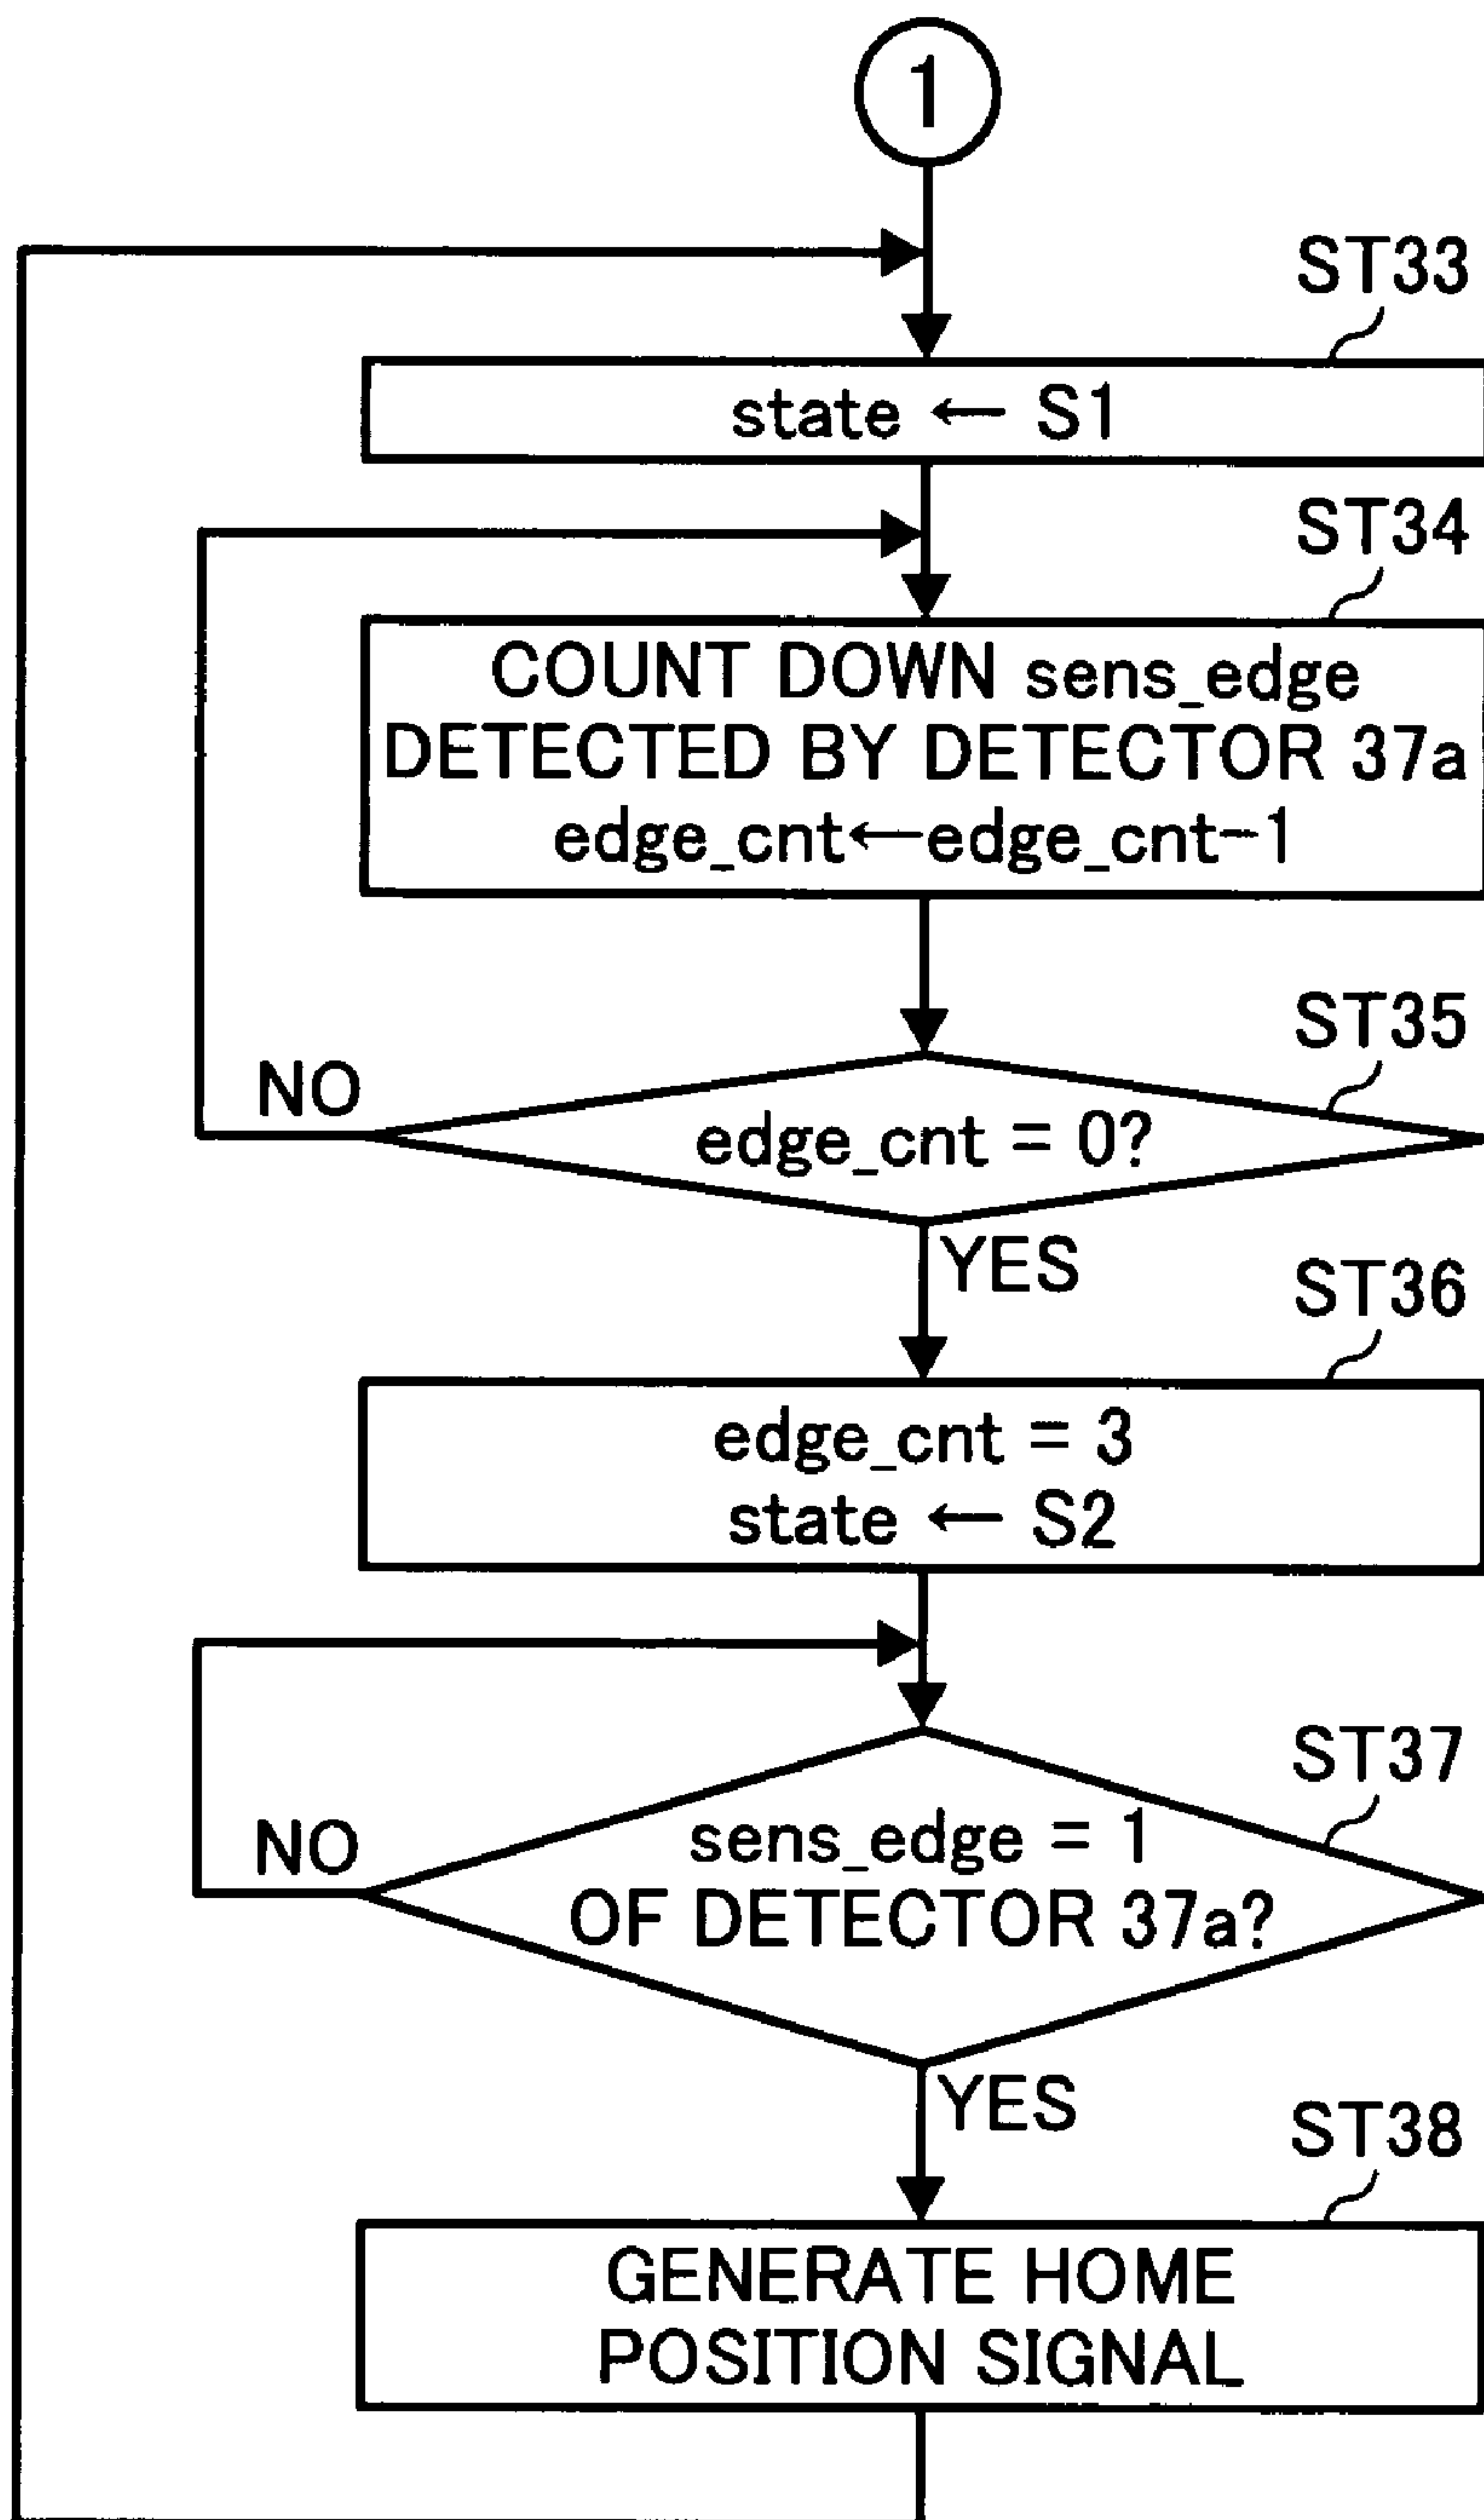 1
ST33
state ← S1
ST34
COUNT DOWN sens_edge
DETECTED BY DETECTOR 37a
edge_cnt←edge_cnt-1
ST35
NO
edge_cnt = 0?
YES
ST36
edge_cnt = 3
state ← S2
ST37
NO
sens_edge = 1
OF DETECTOR 37a?
YES
ST38
GENERATE HOME
POSITION SIGNAL